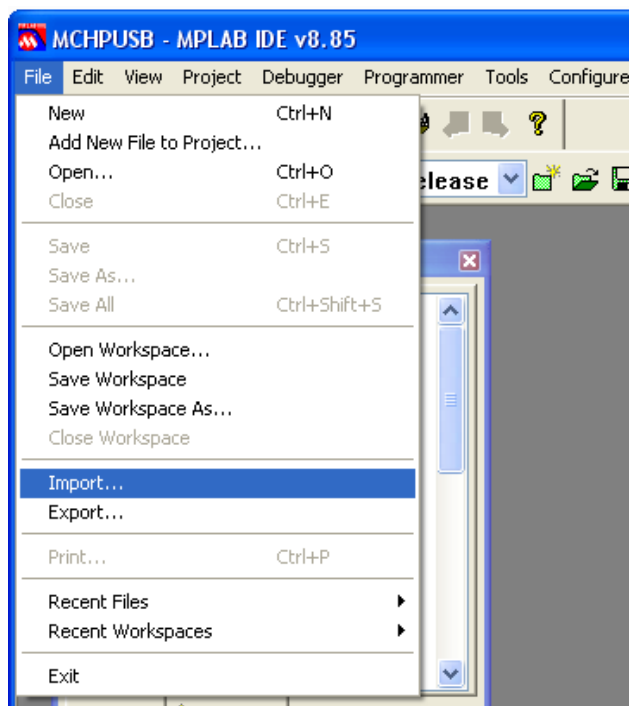 MCHPUSB - MPLAB IDE v8.85
File Edit View Project Debugger Programmer Tools Configure
New Ctrl+N
Add New File to Project...
Open... Ctrl+O
elease
Close Ctrl+E
Save Ctrl+S
Save As...
Save All Ctrl+Shift+S
Open Workspace...
Save Workspace
Save Workspace As...
Close Workspace
Import...
Export...
Print... Ctrl+P
Recent Files
Recent Workspaces
Exit